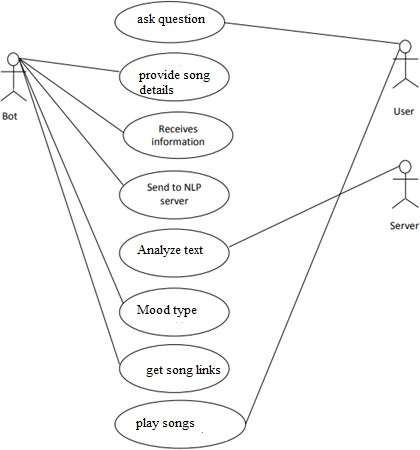 ask question
provide song
details
Bot
User
Receives
information
Send to NLP
server
Server
Analyze text
Mood type
get song links
play songs